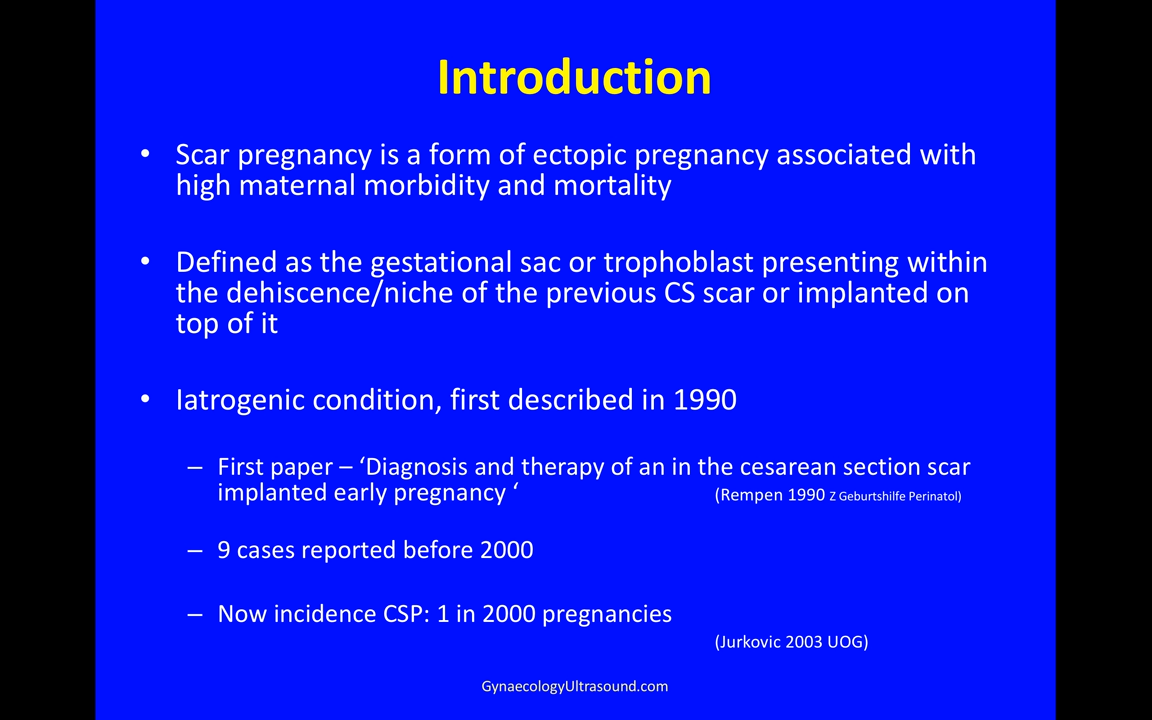 Introduction
• Scar pregnancy is a form of ectopic pregnancy associated with
high maternal morbidity and mortality
• Defined as the gestational sac or trophoblast presenting within
the dehiscence/niche of the previous CS scar or implanted on
top of it
• Iatrogenic condition, first described in 1990
– First paper – ‘Diagnosis and therapy of an in the cesarean section scar
implanted early pregnancy ‘ (Rempen 1990 Z Geburtshilfe Perinatol)
– 9 cases reported before 2000
– Now incidence CSP: 1 in 2000 pregnancies
(Jurkovic 2003 UOG)
GynaecologyUltrasound.com